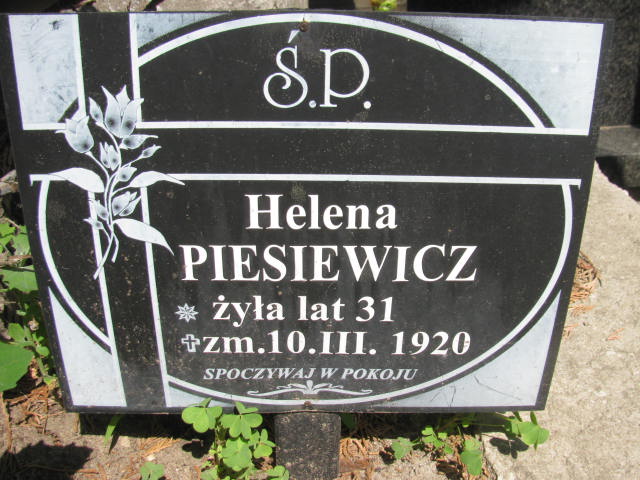 Ś.P.
Helena
PIESIEWICZ
żyła lat 31
zm.10.III. 1920
SPOCZYWAJ W POKOJU